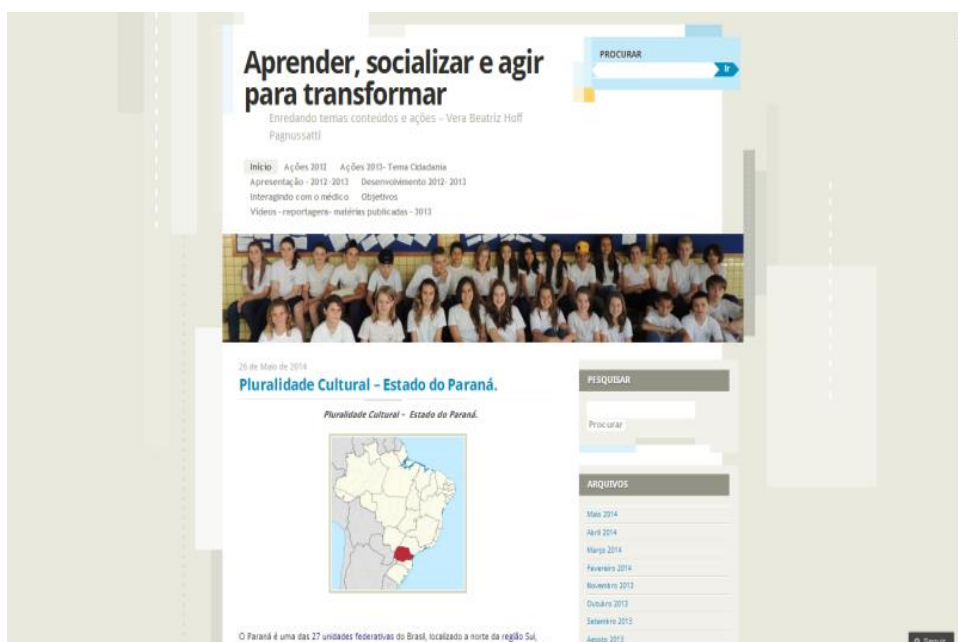 Aprender, socializar e agir
para transformar
Enredando temas conteúdos e ações – Vera Beatriz Hoff
Pagnussatti
PROCURAR
Ir
Início Ações 2012 Ações 2013- Tema Cidadania
Apresentação - 2012-2013 Desenvolvimento 2012- 2013
Interagindo com o médico Objetivos
Vídeos - reportagens- matérias publicadas - 2013
26 de Maio de 2014
Pluralidade Cultural – Estado do Paraná.
Pluralidade Cultural – Estado do Paraná.
O Paraná é uma das 27 unidades federativas do Brasil, localizado a norte da região Sul,
PESQUISAR
Procurar
ARQUIVOS
Maio 2014
Abril 2014
Março 2014
Fevereiro 2014
Novembro 2013
Outubro 2013
Setembro 2013
Agosto 2013
Seguir